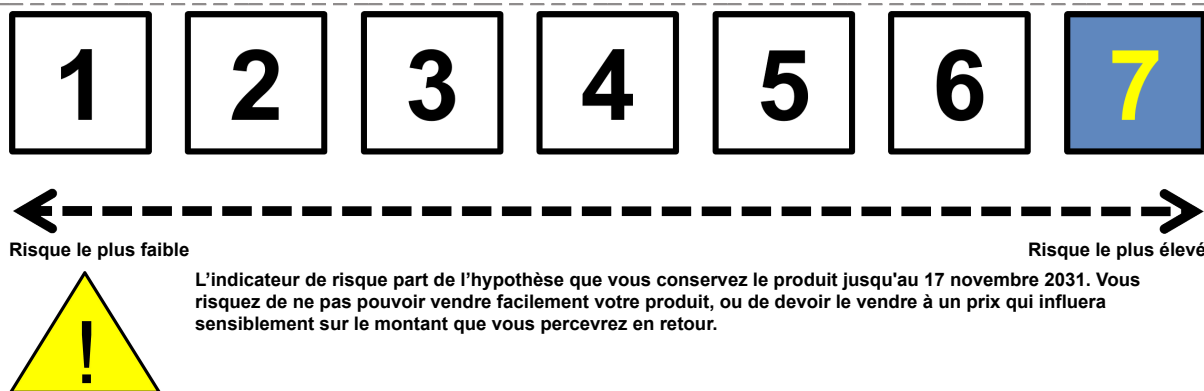 1 2 3 4 5 6 7
Risque le plus faible Risque le plus élevé
L'indicateur de risque part de l'hypothèse que vous conservez le produit jusqu'au 17 novembre 2031. Vous
risquez de ne pas pouvoir vendre facilement votre produit, ou de devoir le vendre à un prix qui influera
sensiblement sur le montant que vous percevrez en retour.
!